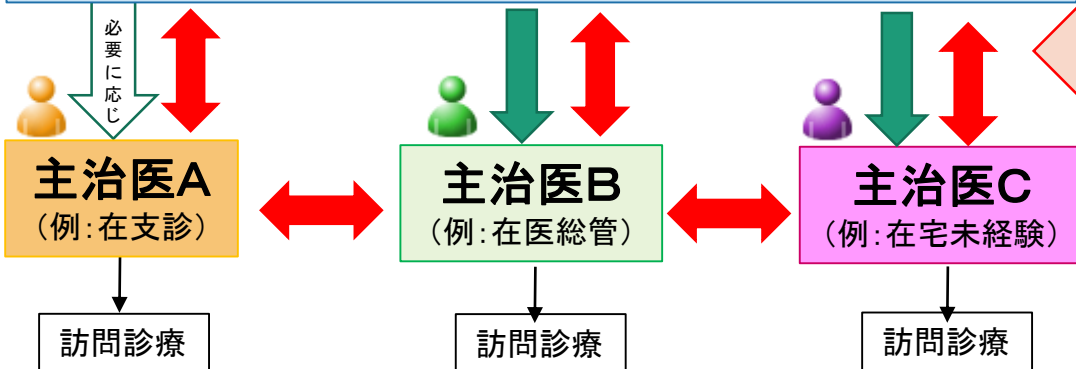 必要に応じ
主治医A
（例：在支診）
主治医B
（例：在医総管）
主治医C
（例：在宅未経験）
訪問診療
訪問診療
訪問診療